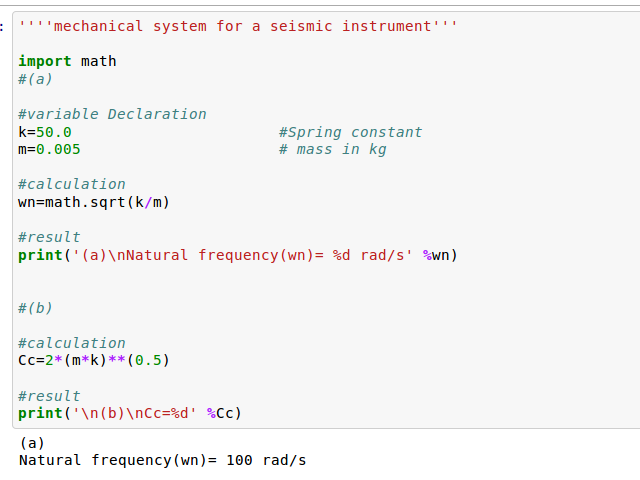 : ''''mechanical system for a seismic instrument'''
import math
#(a)
#variable Declaration
k=50.0 #Spring constant
m=0.005 # mass in kg
#calculation
wn=math.sqrt(k/m)
#result
print('(a)\nNatural frequency(wn)= %d rad/s' %wn)
#(b)
#calculation
Cc=2*(m*k)**(0.5)
#result
print('\n(b)\nCc=%d' %Cc)
(a)
Natural frequency(wn)= 100 rad/s